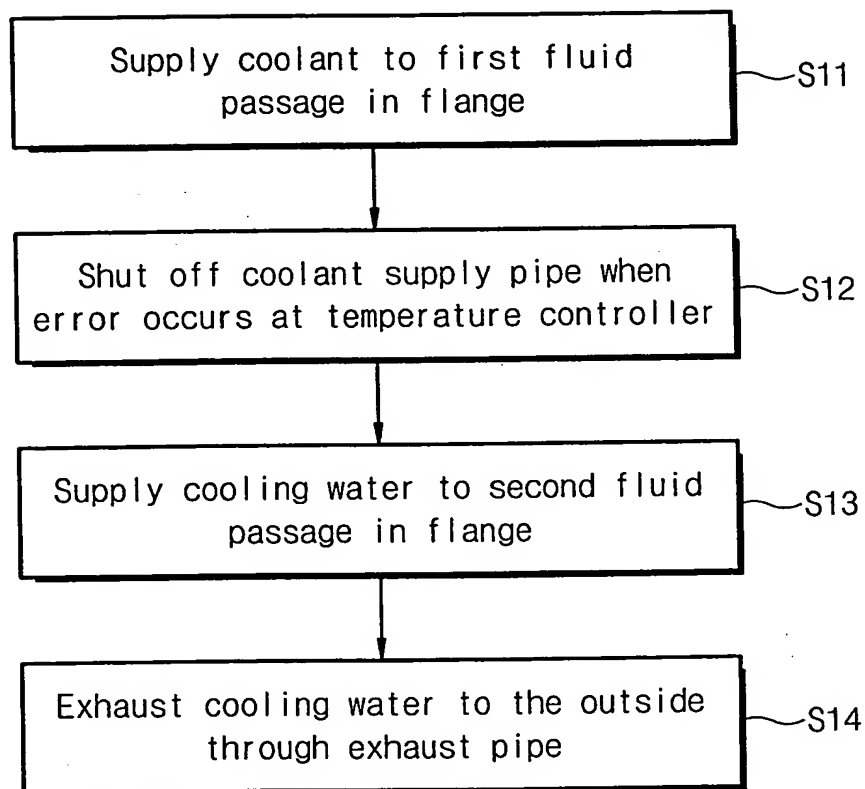 Supply coolant to first fluid
passage in flange
S11
Shut off coolant supply pipe when
error occurs at temperature controller
S12
Supply cooling water to second fluid
passage in flange
S13
Exhaust cooling water to the outside
through exhaust pipe
S14